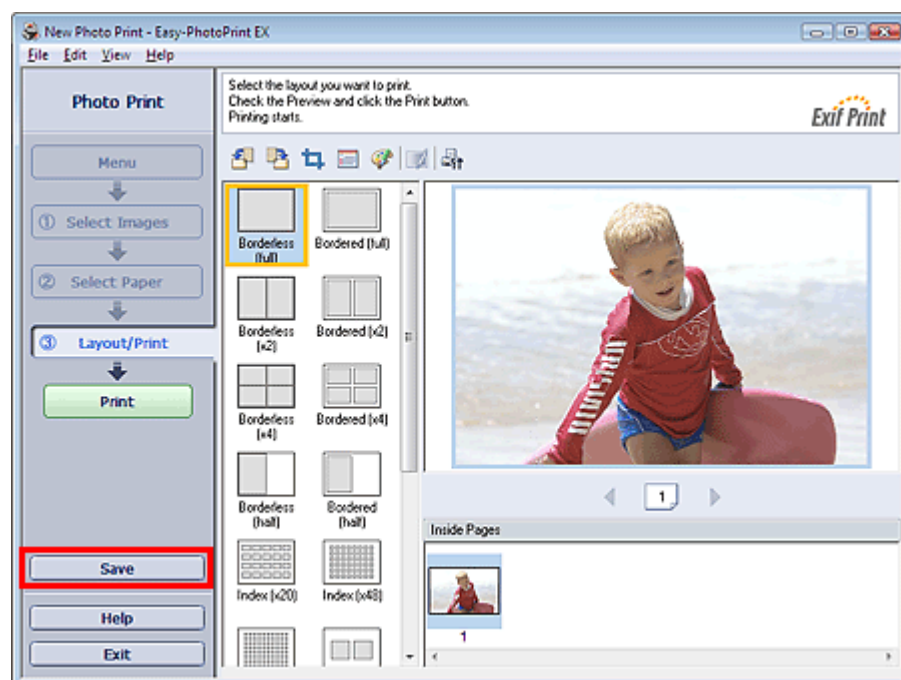 New Photo Print - Easy-PhotoPrint EX
File Edit View Help
Photo Print
Select the layout you want to print.
Check the Preview and click the Print button.
Printing starts.
Exif Print
Menu
① Select Images
② Select Paper
③ Layout/Print
Print
Save
Help
Exit
Borderless
(full)
Bordered (full)
Borderless
(x2)
Bordered (x2)
Borderless
(x4)
Bordered (x4)
Borderless
(half)
Bordered
(half)
Index (x20)
Index (x48)
1
Inside Pages
1